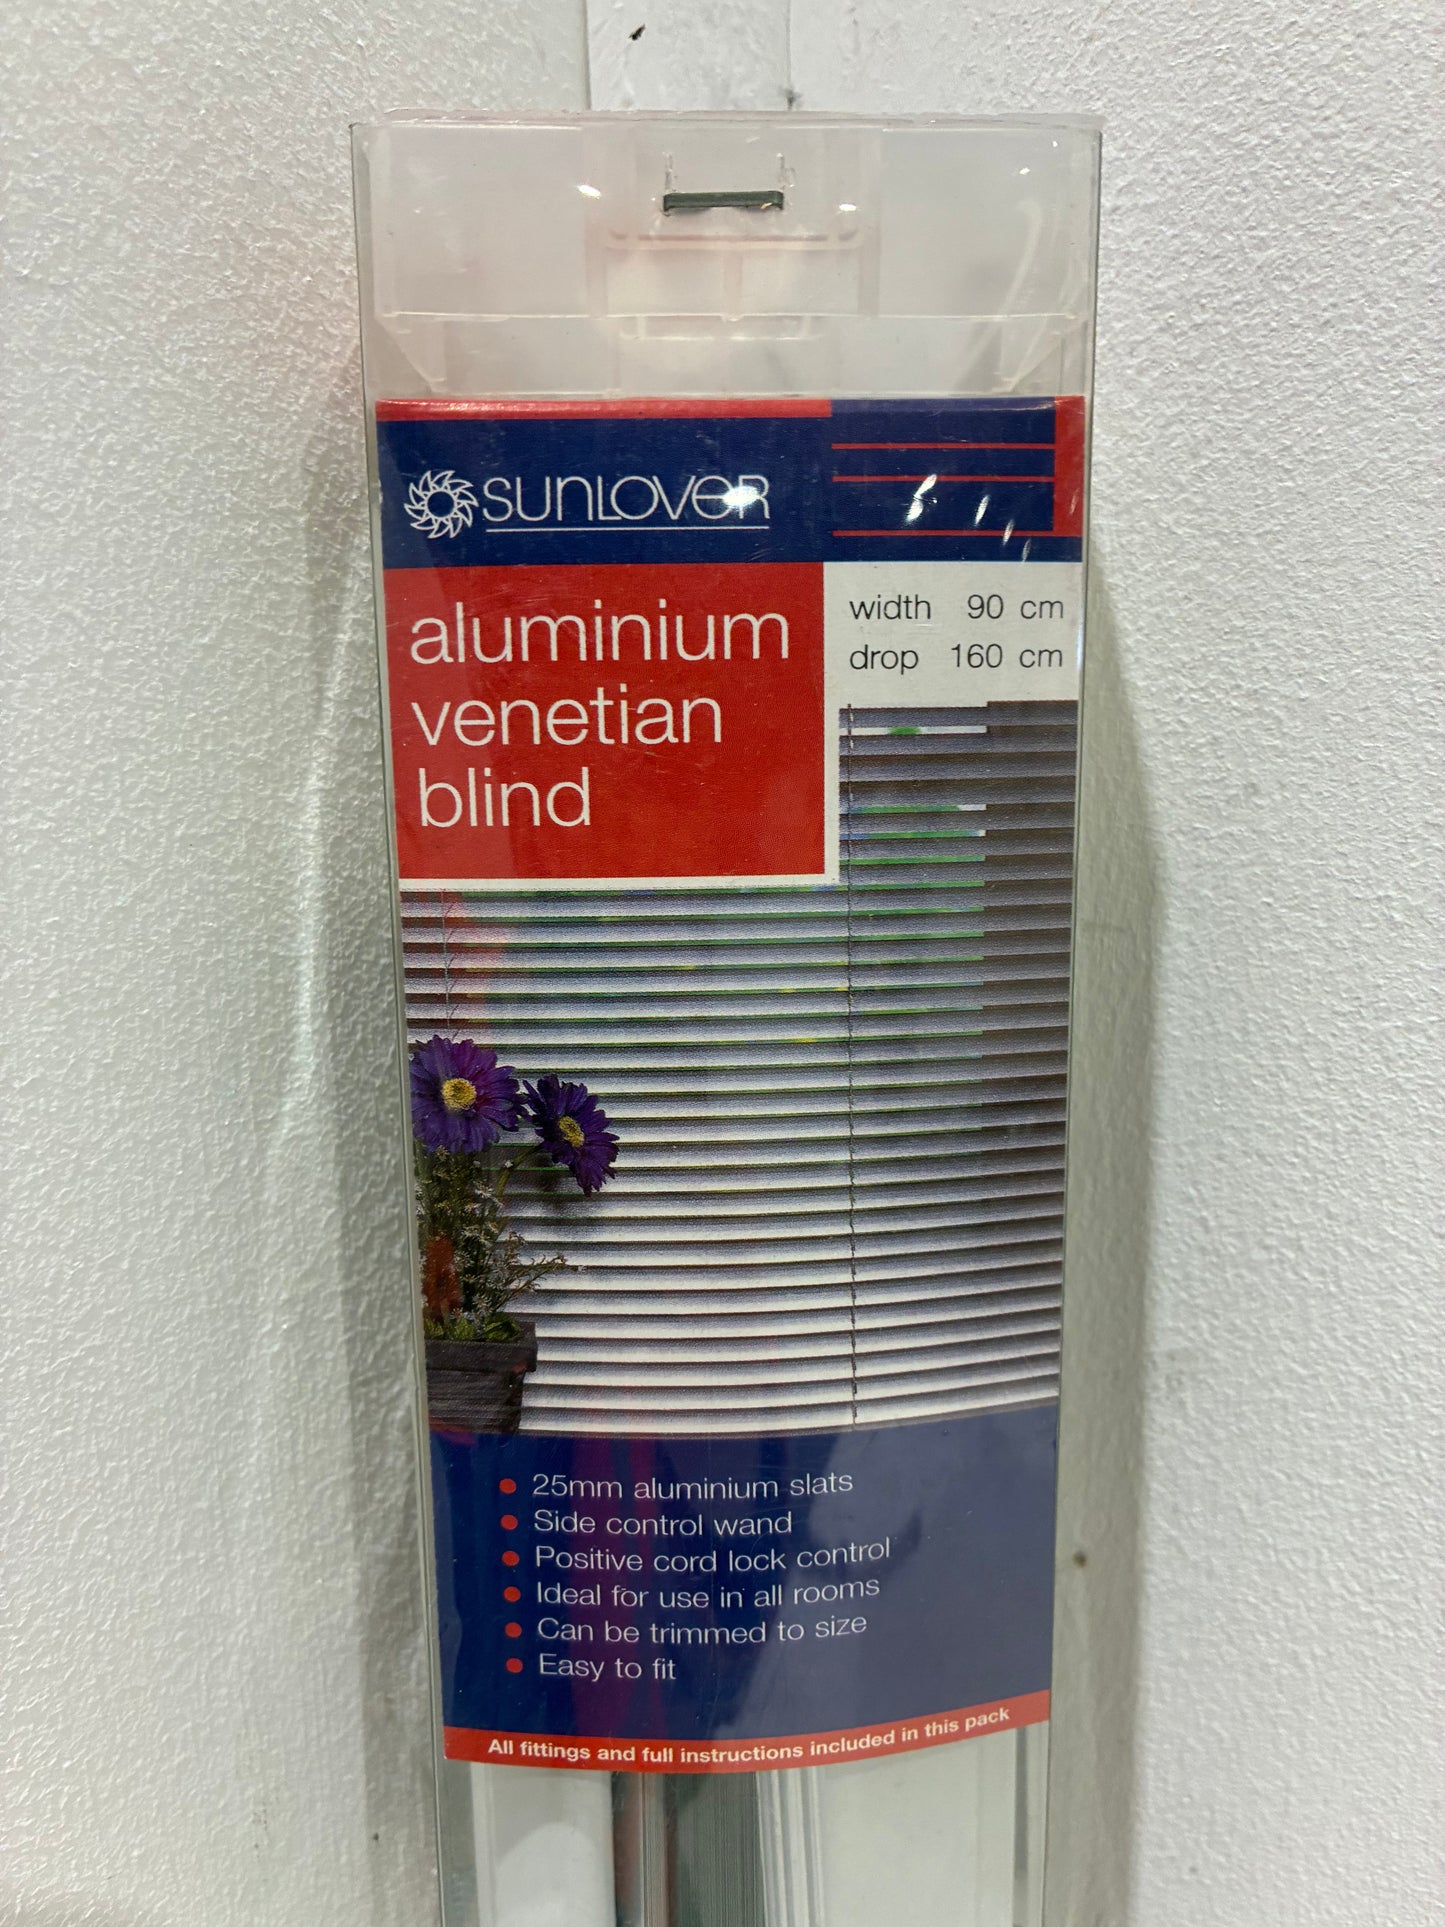 SUNLOVER
aluminium
venetian
blind
width 90 cm
drop 160 cm
25mm aluminium slats
Side control wand
Positive cord lock control
Ideal for use in all rooms
Can be trimmed to size
Easy to fit
All fittings and full instructions included in this pack